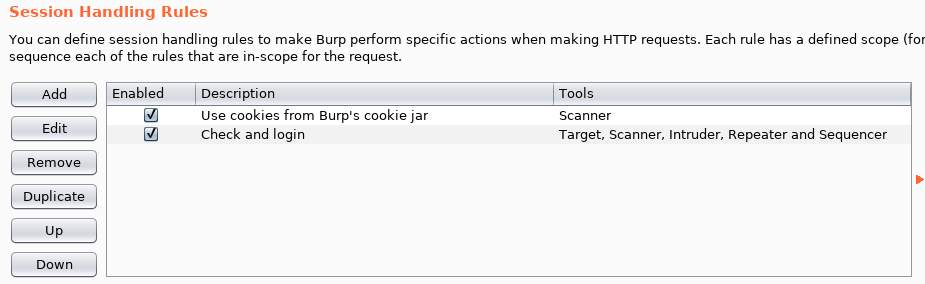 Session Handling Rules
You can define session handling rules to make Burp perform specific actions when making HTTP requests. Each rule has a defined scope (for
sequence each of the rules that are in-scope for the request.
Add
Edit
Remove
Duplicate
Up
Down
Enabled Description Tools
Use cookies from Burp's cookie jar Scanner
Check and login Target, Scanner, Intruder, Repeater and Sequencer